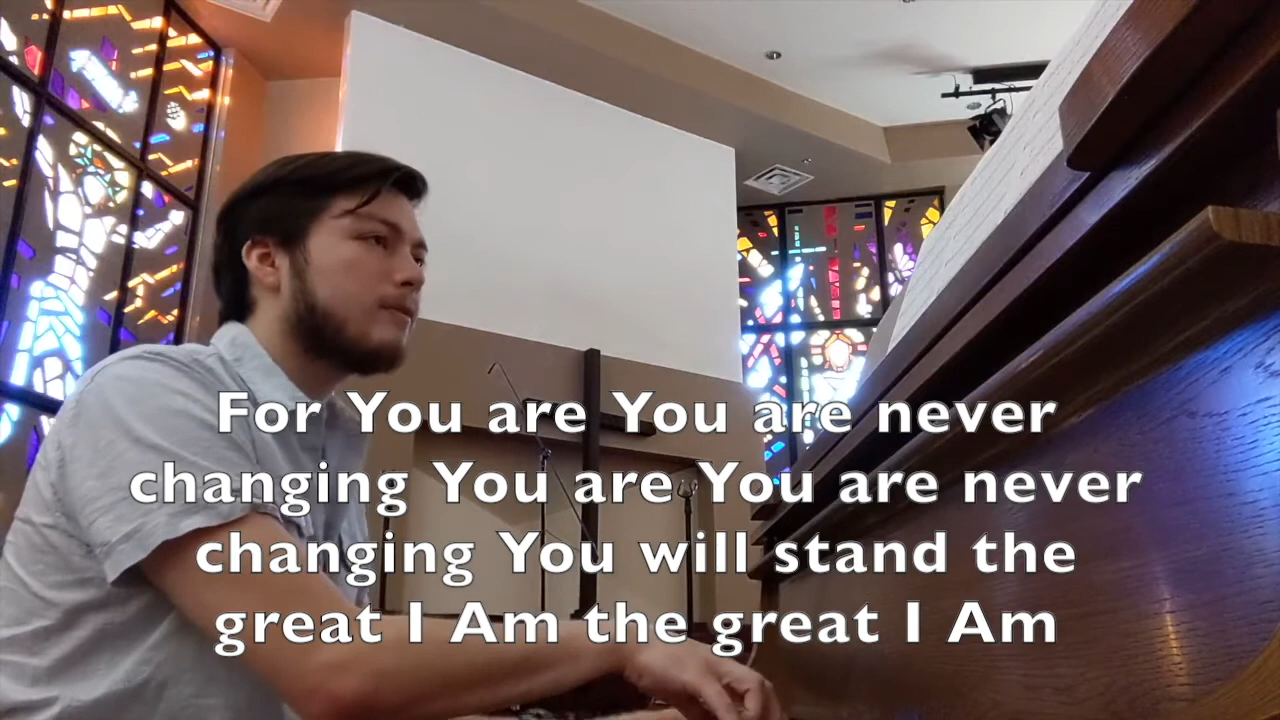 For You are You are never
changing You are You are never
changing You will stand the
great I Am the great I Am